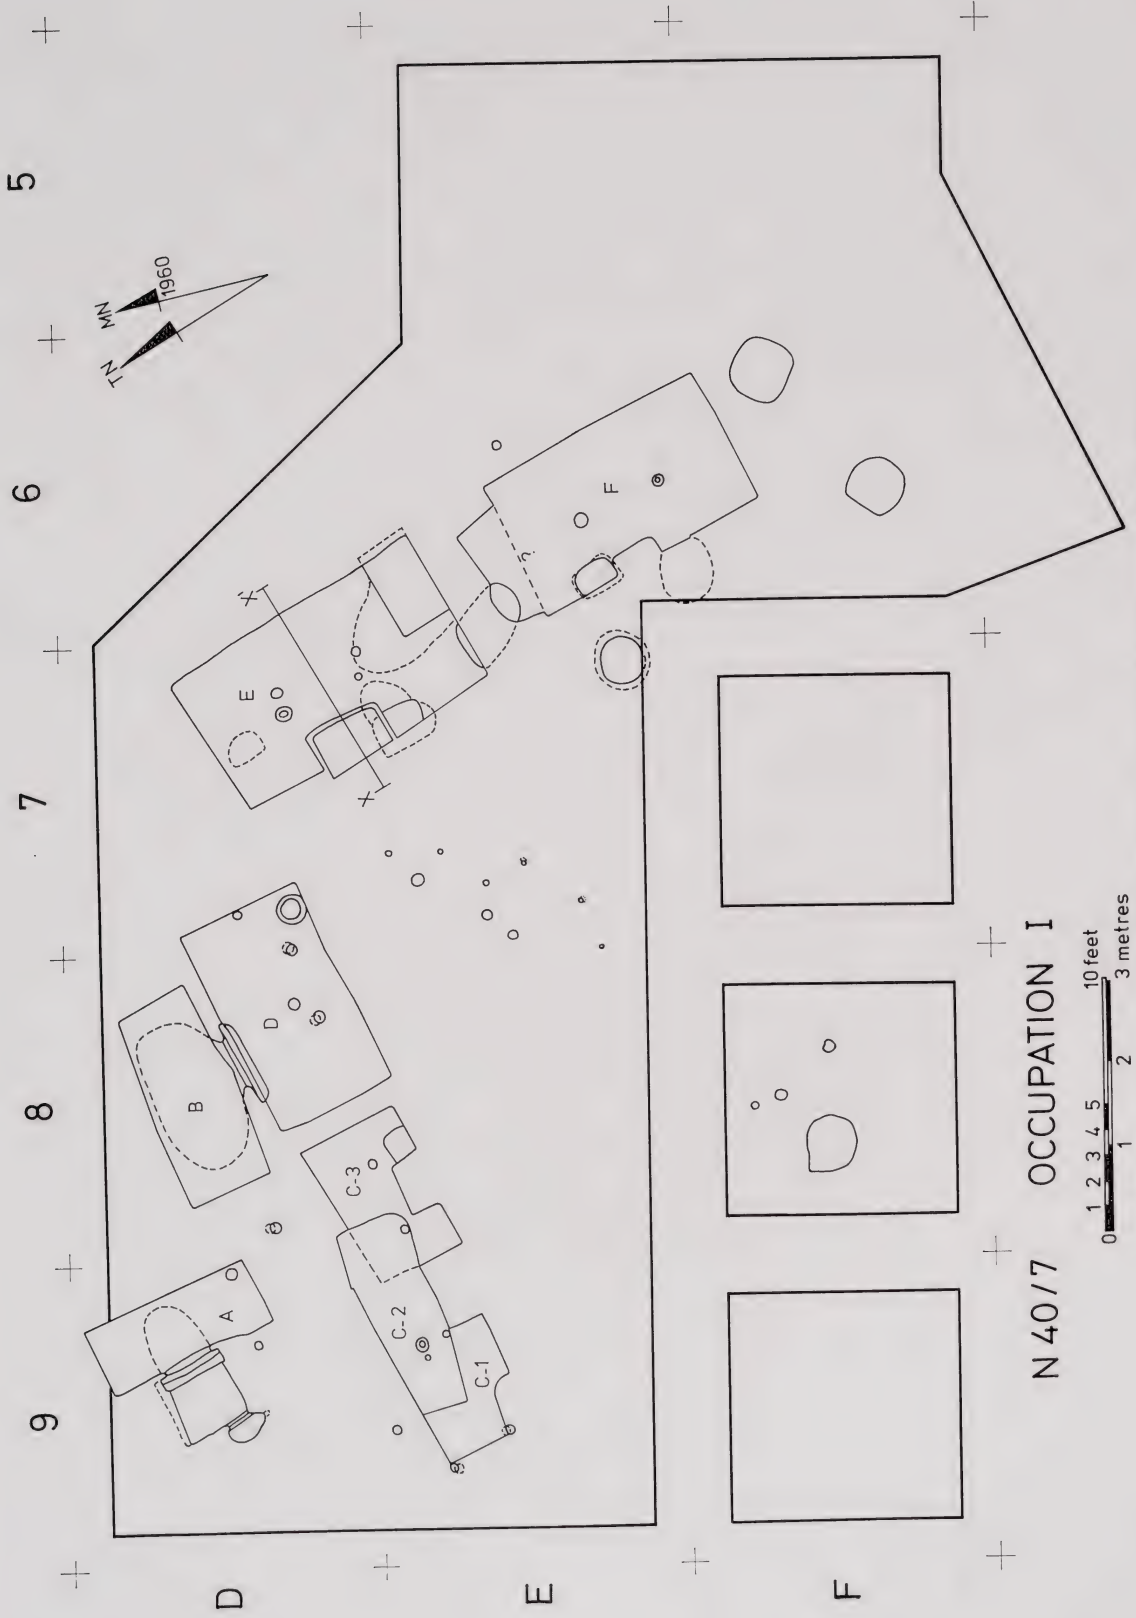 9 8 7 6 5
D
E
F
TN MN
1960
A
B
C-1
C-2
C-3
D
E
X X'
F
?
N 40/7 OCCUPATION I
0 1 2 3 4 5 10 feet
1 2 3 metres